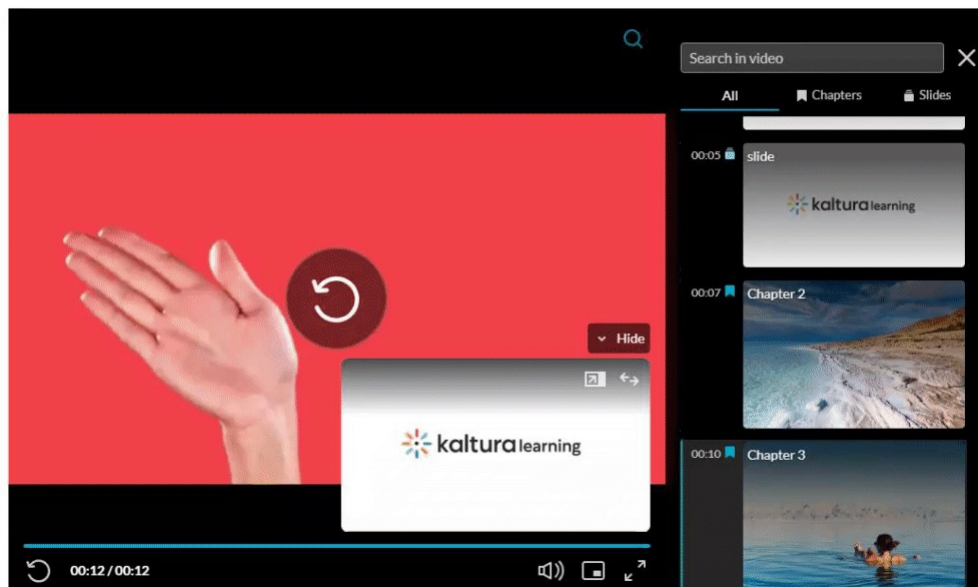 Search in video
All
Chapters
Slides
00:05
slide
kaltura learning
00:07
Chapter 2
Hide
kaltura learning
00:10
Chapter 3
00:12 / 00:12